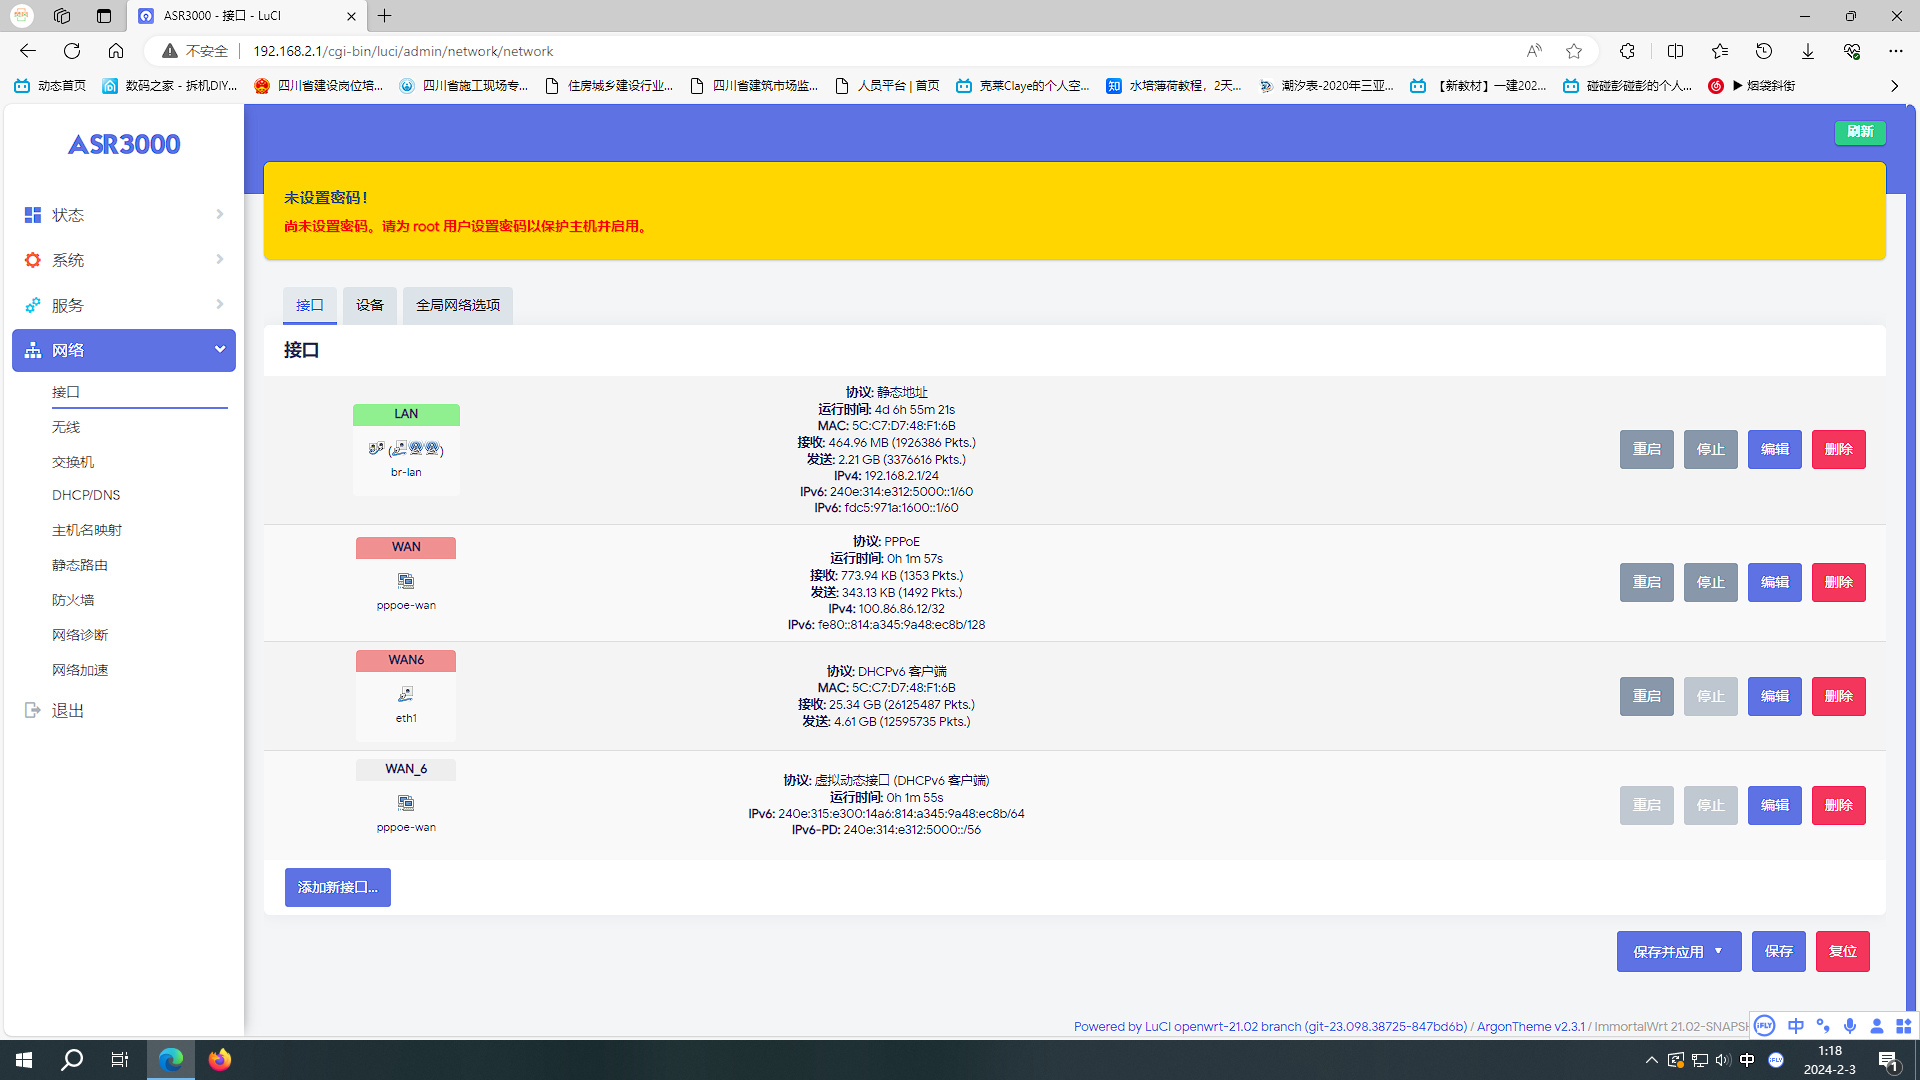 ASR3000 - 接口 - LuCI
不安全
192.168.2.1/cgi-bin/luci/admin/network/network
动态首页
数码之家 - 拆机DIY...
四川省建设岗位培...
四川省施工现场专...
住房城乡建设行业...
四川省建筑市场监...
人员平台 | 首页
克莱Claye的个人空...
知 水培薄荷教程，2天...
潮汐表-2020年三亚...
【新教材】一建202...
碰碰彭碰彭的个人...
▶ 烟袋斜街
ASR3000
刷新
未设置密码！
尚未设置密码。请为 root 用户设置密码以保护主机并启用。
状态
系统
服务
网络
接口
无线
交换机
DHCP/DNS
主机名映射
静态路由
防火墙
网络诊断
网络加速
退出
接口
设备
全局网络选项
接口
LAN
br-lan
协议: 静态地址
运行时间: 4d 6h 55m 21s
MAC: 5C:C7:D7:48:F1:6B
接收: 464.96 MB (1926386 Pkts.)
发送: 2.21 GB (3376616 Pkts.)
IPv4: 192.168.2.1/24
IPv6: 240e:314:e312:5000::1/60
IPv6: fdc5:971a:1600::1/60
重启 停止 编辑 删除
WAN
pppoe-wan
协议: PPPoE
运行时间: 0h 1m 57s
接收: 773.94 KB (1353 Pkts.)
发送: 343.13 KB (1492 Pkts.)
IPv4: 100.86.86.12/32
IPv6: fe80::814:a345:9a48:ec8b/128
重启 停止 编辑 删除
WAN6
eth1
协议: DHCPv6 客户端
MAC: 5C:C7:D7:48:F1:6B
接收: 25.34 GB (26125487 Pkts.)
发送: 4.61 GB (12595735 Pkts.)
重启 停止 编辑 删除
WAN_6
pppoe-wan
协议: 虚拟动态接口 (DHCPv6 客户端)
运行时间: 0h 1m 55s
IPv6: 240e:315:e300:14a6:814:a345:9a48:ec8b/64
IPv6-PD: 240e:314:e312:5000::/56
重启 停止 编辑 删除
添加新接口...
保存并应用 保存 复位
Powered by LuCI openwrt-21.02 branch (git-23.098.38725-847bd6b) / ArgonTheme v2.3.1 / ImmortalWrt 21.02-SNAPSH
iFLY 中
中 iFLY
1:18
2024-2-3
1